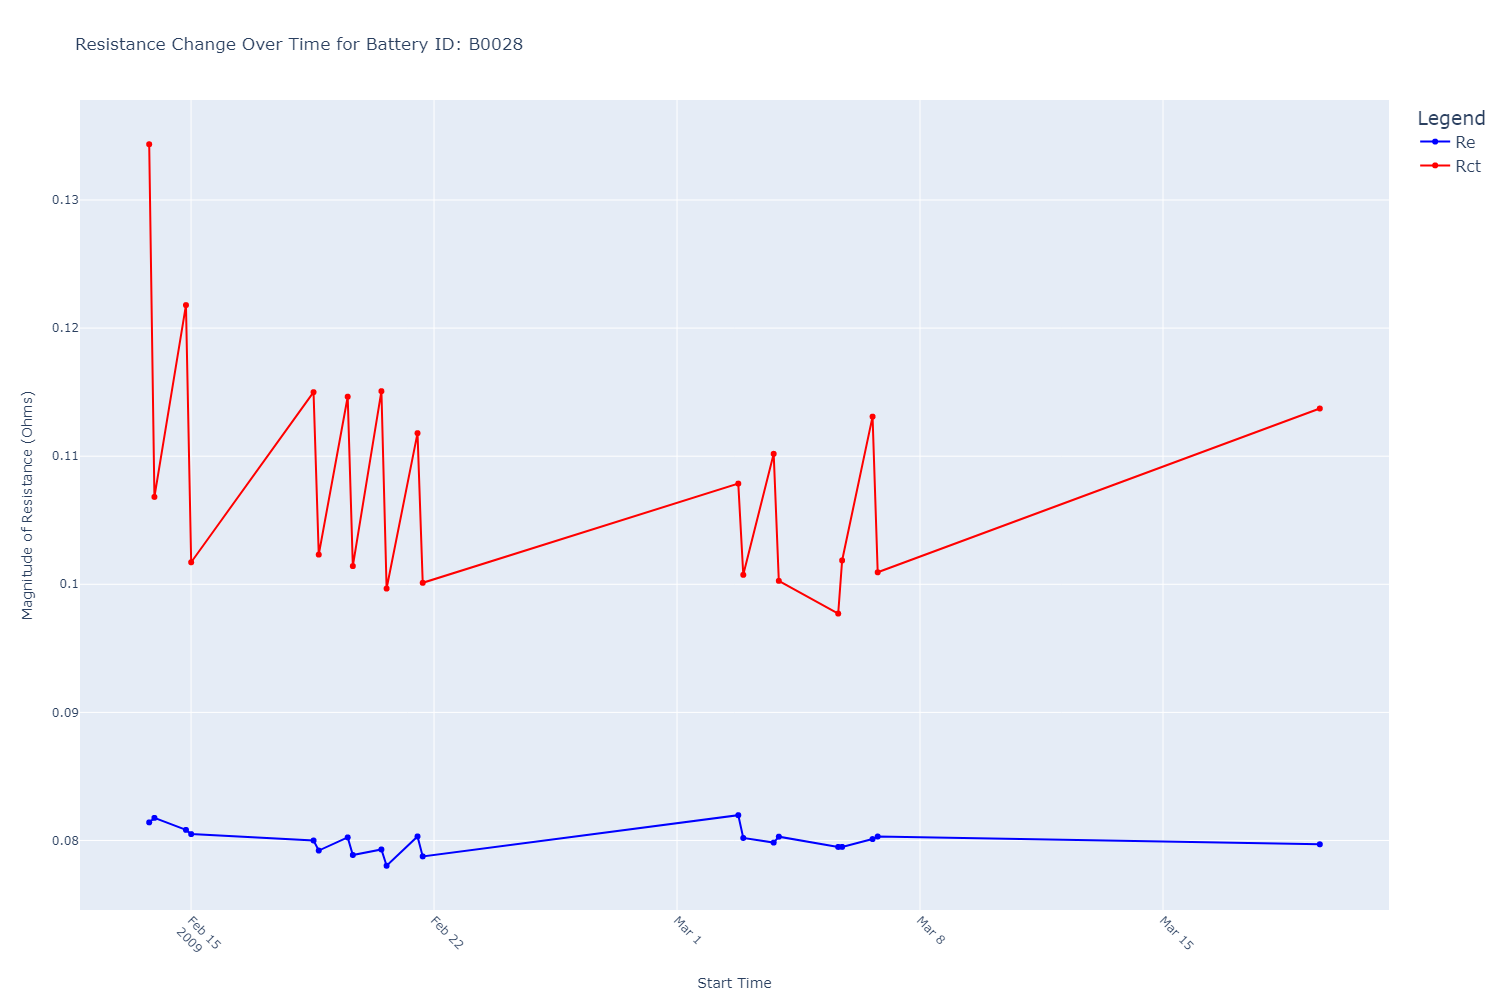 Resistance Change Over Time for Battery ID: B0028
Legend
Re
Rct
0.13
0.12
0.11
0.1
0.09
0.08
Magnitude of Resistance (Ohms)
Feb 15
2009
Feb 22
Mar 1
Mar 8
Mar 15
Start Time